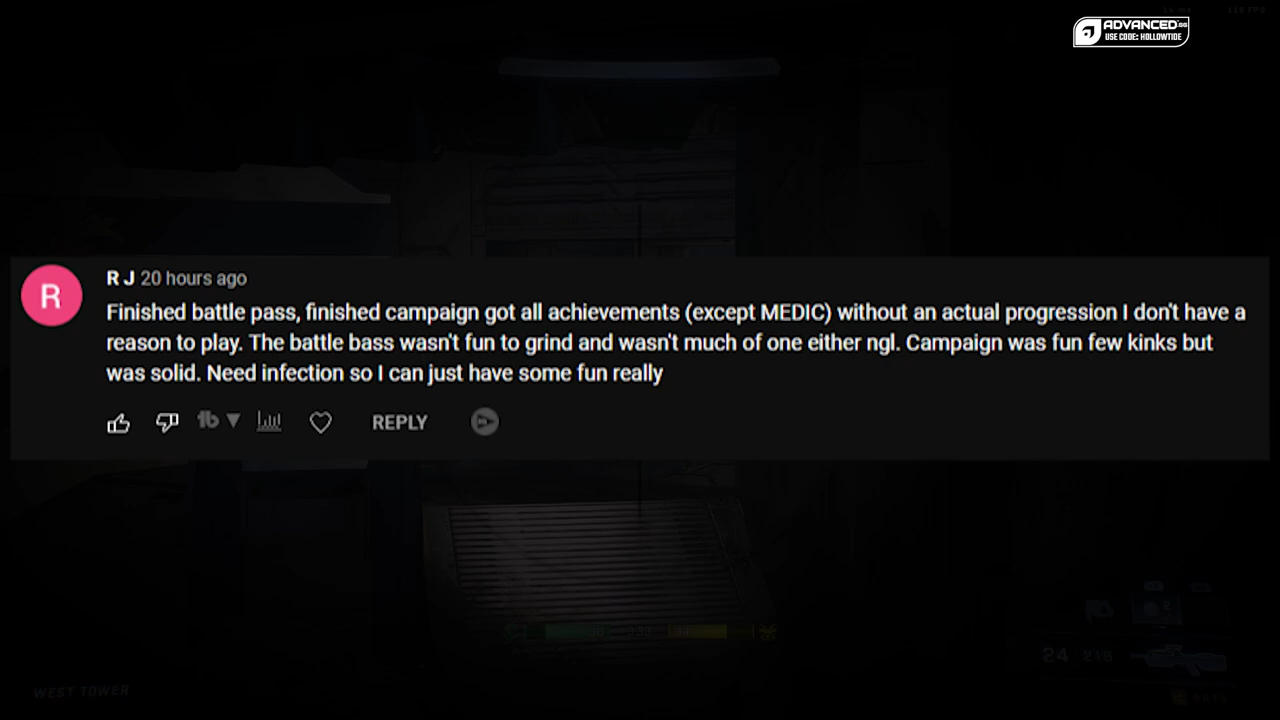 ADVANCED.GG
USE CODE: HOLLOWTIDE
R
R J 20 hours ago
Finished battle pass, finished campaign got all achievements (except MEDIC) without an actual progression I don't have a
reason to play. The battle bass wasn't fun to grind and wasn't much of one either ngl. Campaign was fun few kinks but
was solid. Need infection so I can just have some fun really
REPLY
24
WEST TOWER